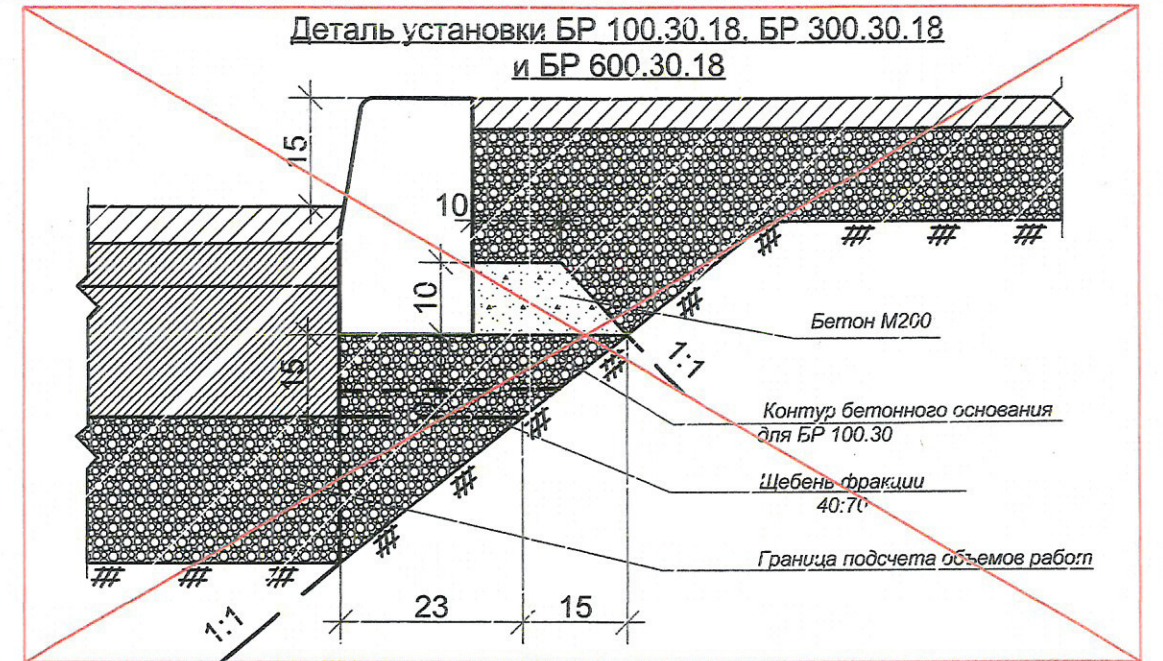 Деталь установки БР 100.30.18, БР 300.30.18
и БР 600.30.18
15
10
10
Бетон М200
1:1
15
Контур бетонного основания
для БР 100.30
Щебень фракции
40:70
Граница подсчета объемов работ
23
15
1:1